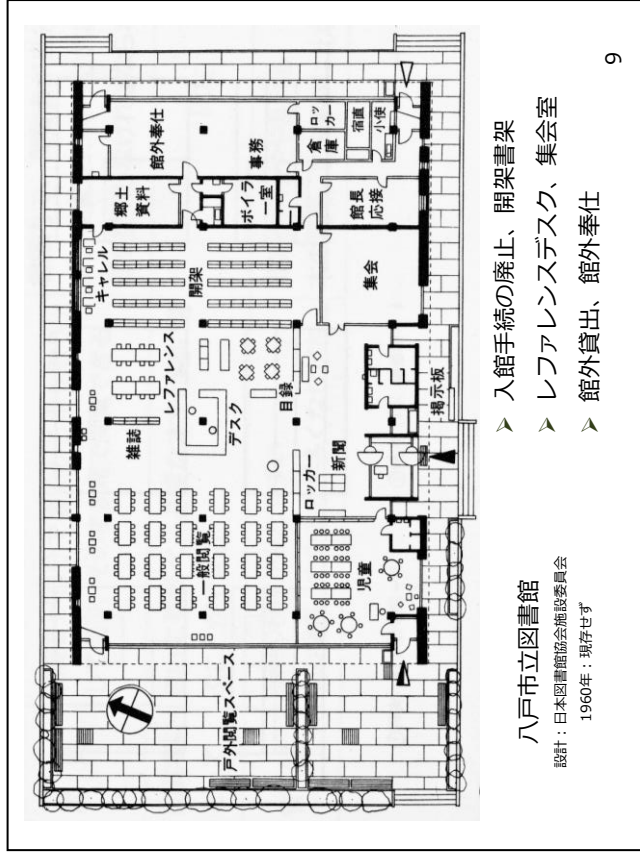 館外奉仕
事務
ロッ
カー
倉
庫
宿直
小使
郷土
資料
ボイラ
ー室
館長
応接
キャレル
開架
集会
レファレンス
雑誌
デスク
目録
ロッカー
新聞
掲示板
一般閲覧
児童
戸外閲覧スペース
八戸市立図書館
設計：日本図書館協会施設委員会
1960年：現存せず
➢ 入館手続の廃止、開架書架
➢ レファレンスデスク、集会室
➢ 館外貸出、館外奉仕
9